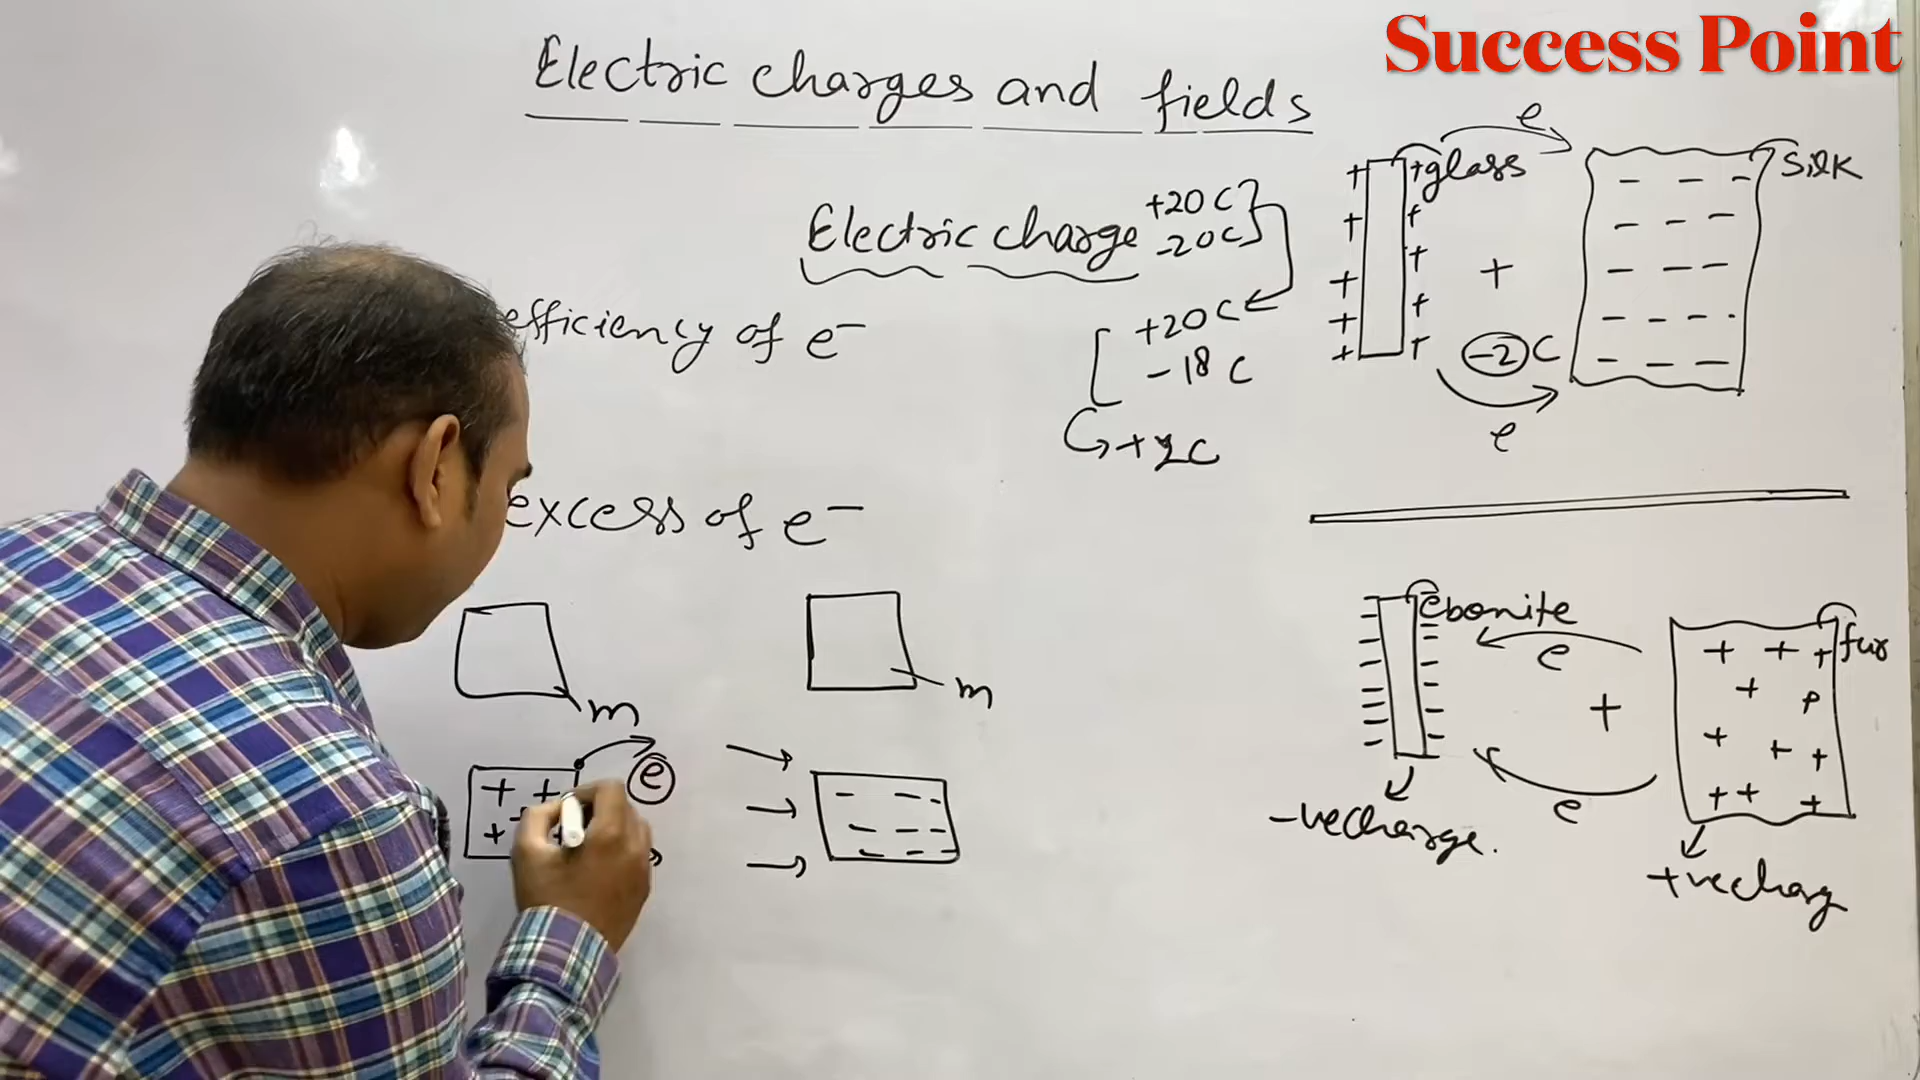 Success Point
Electric charges and fields
Electric charge
+20 C
-20 C
+20 C
-18 C
+2C
efficiency of e⁻
excess of e⁻
m
m
+ +
+
e
- - -
- - -
- - -
e
glass
silk
+ + + + +
+ + + + +
+
-2 C
e
- - -
- - -
- - -
- - - -
- - -
ebonite
fur
e
+
e
+ + +
+
+ + +
+ + +
-ve charge.
+ve charg